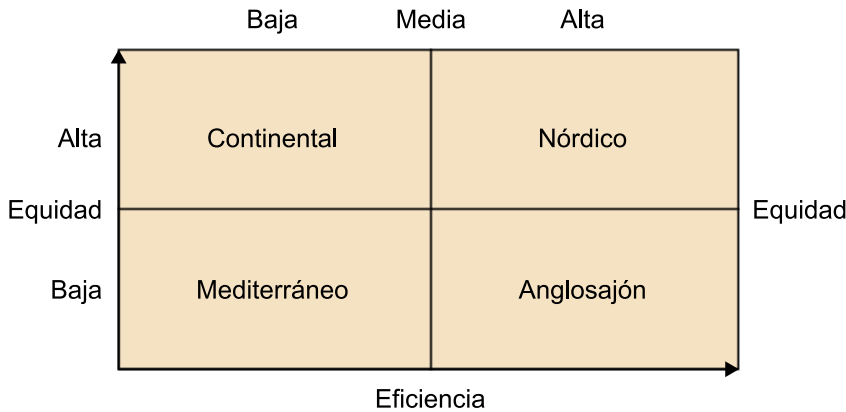 Baja Media Alta
Alta Continental Nórdico
Equidad Equidad
Baja Mediterráneo Anglosajón
Eficiencia